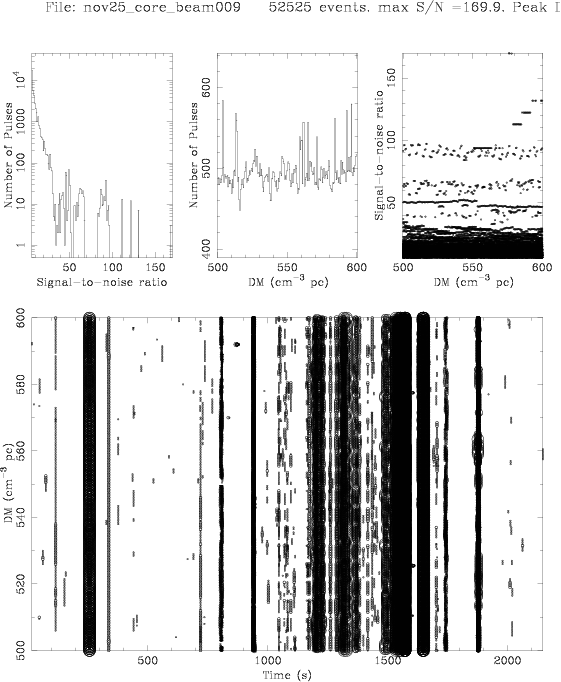 File: nov25_core_beam009 52525 events. max S/N =169.9. Peak
Number of Pulses
10⁴
1000
100
10
1
50 100 150
Signal-to-noise ratio
Number of Pulses
600
500
400
500 550 600
DM (cm⁻³ pc)
Signal-to-noise ratio
150
100
50
500 550 600
DM (cm⁻³ pc)
DM (cm⁻³ pc)
600
580
560
540
520
500
500 1000 1500 2000
Time (s)